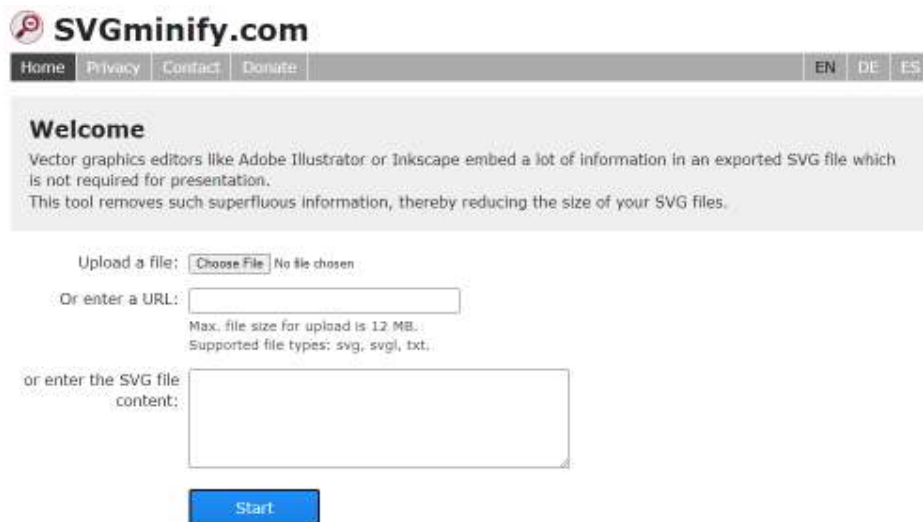 SVGminify.com
Home Privacy Contact Donate EN DE ES
Welcome
Vector graphics editors like Adobe Illustrator or Inkscape embed a lot of information in an exported SVG file which
is not required for presentation.
This tool removes such superfluous information, thereby reducing the size of your SVG files.
Upload a file: Choose File No file chosen
Or enter a URL:
Max. file size for upload is 12 MB.
Supported file types: svg, svgl, txt.
or enter the SVG file
content:
Start